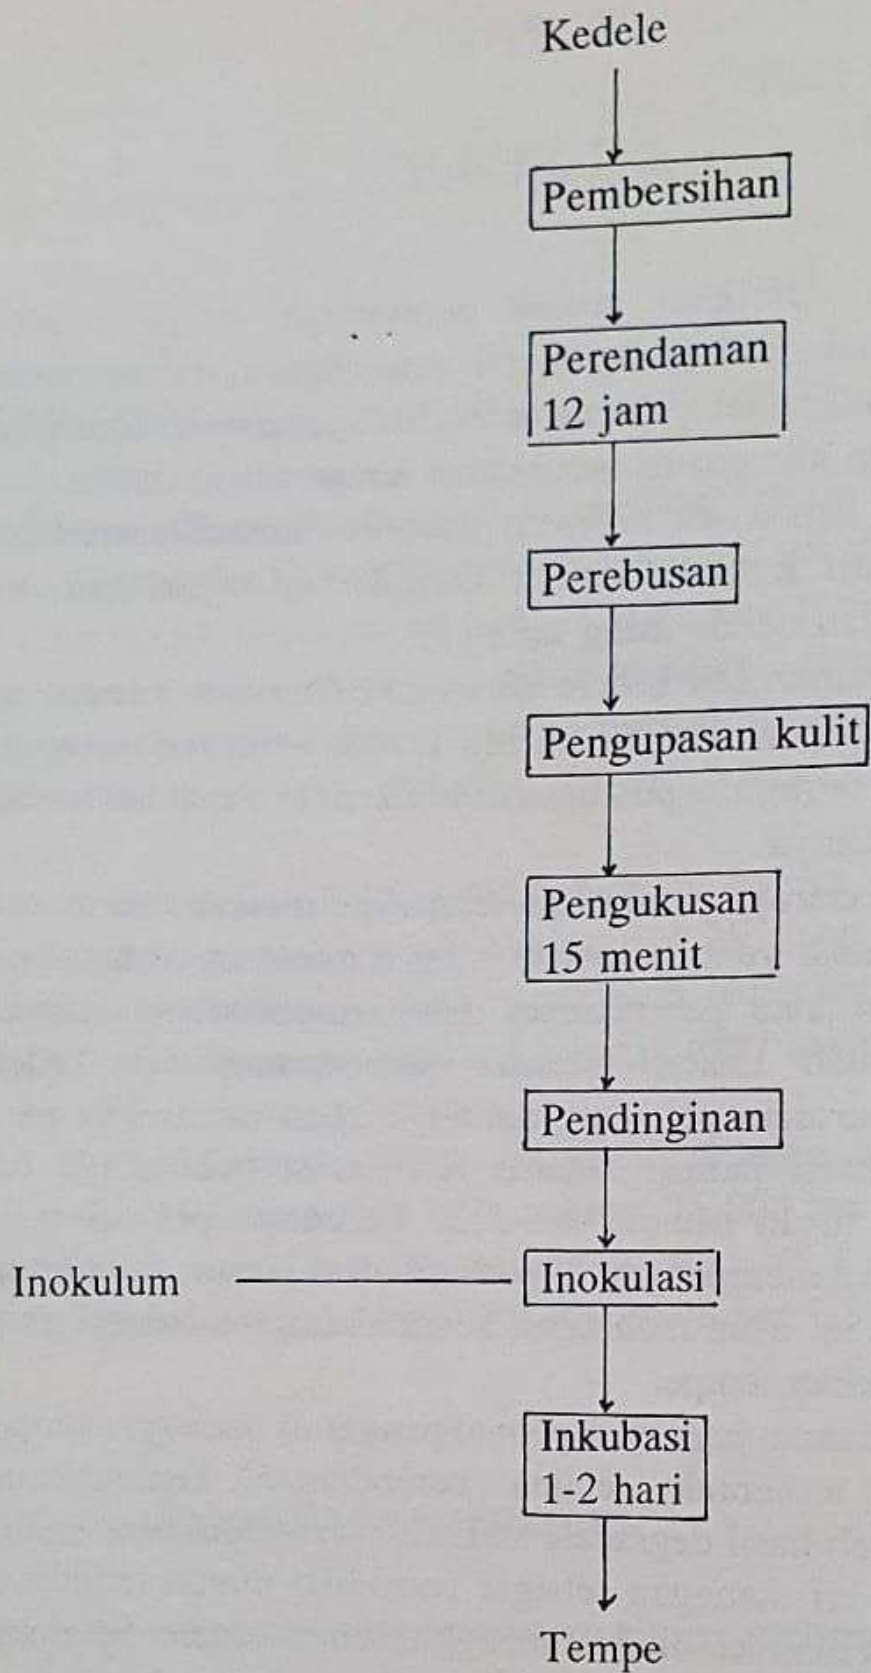 Kedele
Pembersihan
Perendaman
12 jam
Perebusan
Pengupasan kulit
Pengukusan
15 menit
Pendinginan
Inokulum
Inokulasi
Inkubasi
1-2 hari
Tempe